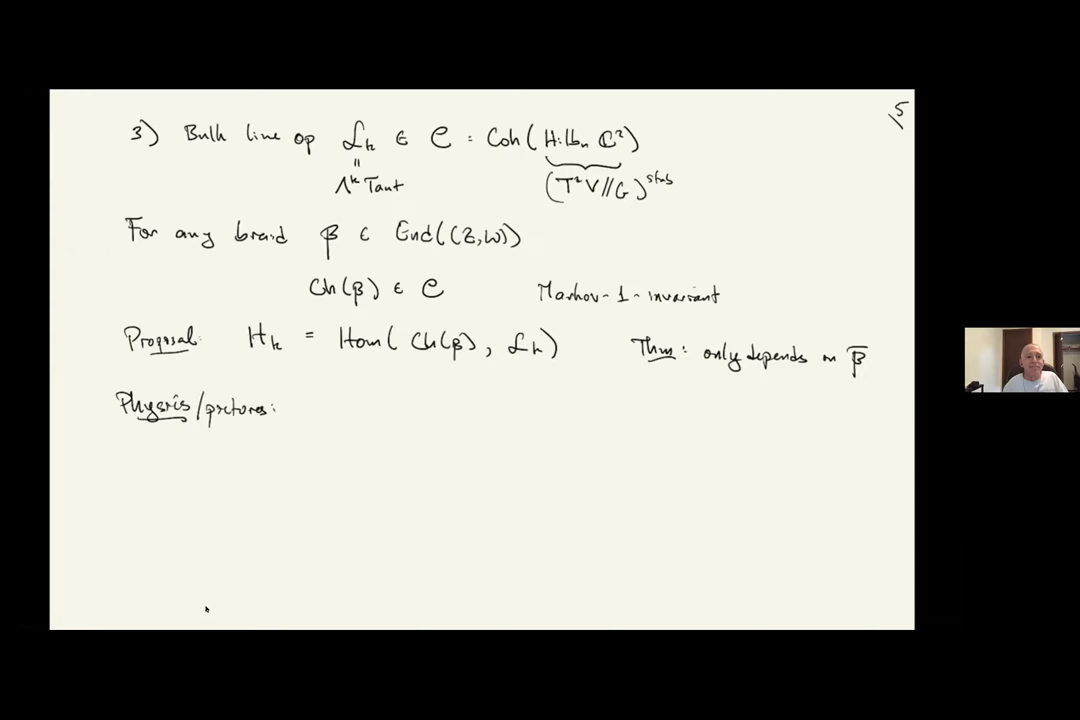 5
3) Bulk line op 𝓛ₖ ∈ 𝒞 = Coh(Hilbₙ ℂ²)
" Λᵏ Taut (T*V//G)^stab
For any braid β ∈ End((Z,W))
Ch(β) ∈ 𝒞 Markov-1-invariant
Proposal: Hₖ = Hom(Ch(β), 𝓛ₖ) Thm: only depends on β̅
Physics/pictures: